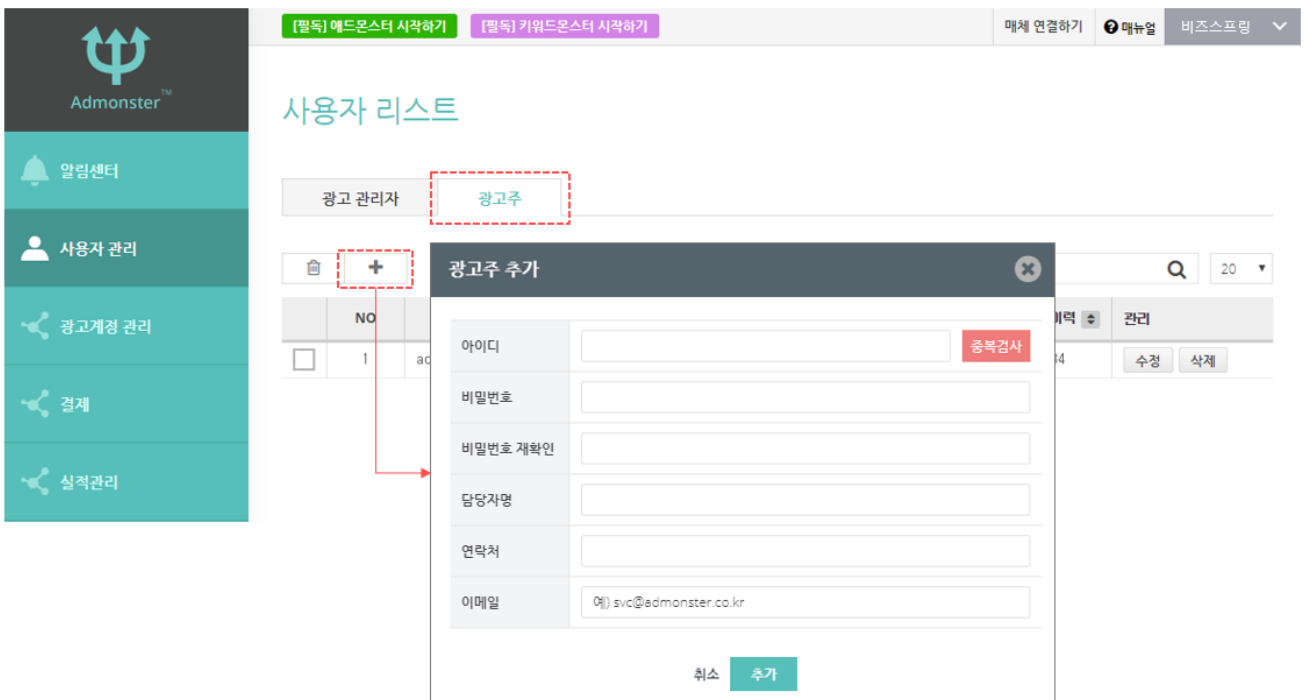 [필독] 애드몬스터 시작하기 [필독] 키워드몬스터 시작하기 매체 연결하기 ? 매뉴얼 비즈스프링
Admonster™
사용자 리스트
알림센터
광고 관리자 광고주
사용자 관리
+ 광고주 추가 20
NO 관리
광고계정 관리
1 수정 삭제
아이디 중복검사
비밀번호
결제
비밀번호 재확인
실적관리
담당자명
연락처
이메일 예) svc@admonster.co.kr
취소 추가